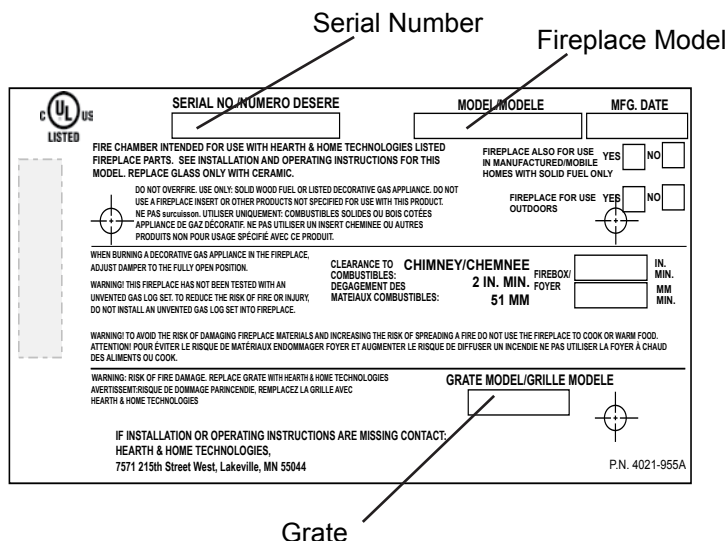 Serial Number
Fireplace Model
C UL US
LISTED
SERIAL NO./NUMERO DESERE
MODEL/MODELE
MFG. DATE
FIRE CHAMBER INTENDED FOR USE WITH HEARTH & HOME TECHNOLOGIES LISTED
FIREPLACE PARTS. SEE INSTALLATION AND OPERATING INSTRUCTIONS FOR THIS
MODEL. REPLACE GLASS ONLY WITH CERAMIC.
FIREPLACE ALSO FOR USE
IN MANUFACTURED/MOBILE
HOMES WITH SOLID FUEL ONLY
YES NO
DO NOT OVERFIRE. USE ONLY: SOLID WOOD FUEL OR LISTED DECORATIVE GAS APPLIANCE. DO NOT
USE A FIREPLACE INSERT OR OTHER PRODUCTS NOT SPECIFIED FOR USE WITH THIS PRODUCT.
NE PAS surcuisson. UTILISER UNIQUEMENT: COMBUSTIBLES SOLIDES OU BOIS COTÉES
APPLIANCE DE GAZ DÉCORATIF. NE PAS UTILISER UN INSERT CHEMINEE OU AUTRES
PRODUITS NON POUR USAGE SPÉCIFIÉ AVEC CE PRODUIT.
FIREPLACE FOR USE
OUTDOORS
YES NO
WHEN BURNING A DECORATIVE GAS APPLIANCE IN THE FIREPLACE,
ADJUST DAMPER TO THE FULLY OPEN POSITION.
WARNING! THIS FIREPLACE HAS NOT BEEN TESTED WITH AN
UNVENTED GAS LOG SET. TO REDUCE THE RISK OF FIRE OR INJURY,
DO NOT INSTALL AN UNVENTED GAS LOG SET INTO FIREPLACE.
CLEARANCE TO
COMBUSTIBLES:
DEGAGEMENT DES
MATEIAUX COMBUSTIBLES:
CHIMNEY/CHEMNEE
2 IN. MIN.
51 MM
FIREBOX/
FOYER
IN.
MIN.
MM
MIN.
WARNING! TO AVOID THE RISK OF DAMAGING FIREPLACE MATERIALS AND INCREASING THE RISK OF SPREADING A FIRE DO NOT USE THE FIREPLACE TO COOK OR WARM FOOD.
ATTENTION! POUR ÉVITER LE RISQUE DE MATÉRIAUX ENDOMMAGER FOYER ET AUGMENTER LE RISQUE DE DIFFUSER UN INCENDIE NE PAS UTILISER LA FOYER À CHAUD
DES ALIMENTS OU COOK.
WARNING: RISK OF FIRE DAMAGE. REPLACE GRATE WITH HEARTH & HOME TECHNOLOGIES
AVERTISSEMT:RISQUE DE DOMMAGE PARINCENDIE, REMPLACEZ LA GRILLE AVEC
HEARTH & HOME TECHNOLOGIES
GRATE MODEL/GRILLE MODELE
IF INSTALLATION OR OPERATING INSTRUCTIONS ARE MISSING CONTACT:
HEARTH & HOME TECHNOLOGIES,
7571 215th Street West, Lakeville, MN 55044
P.N. 4021-955A
Grate